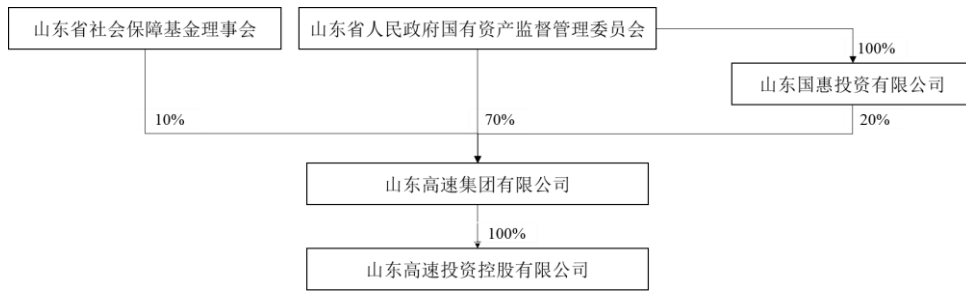 山东省社会保障基金理事会
山东省人民政府国有资产监督管理委员会
100%
山东国惠投资有限公司
10%
70%
20%
山东高速集团有限公司
100%
山东高速投资控股有限公司